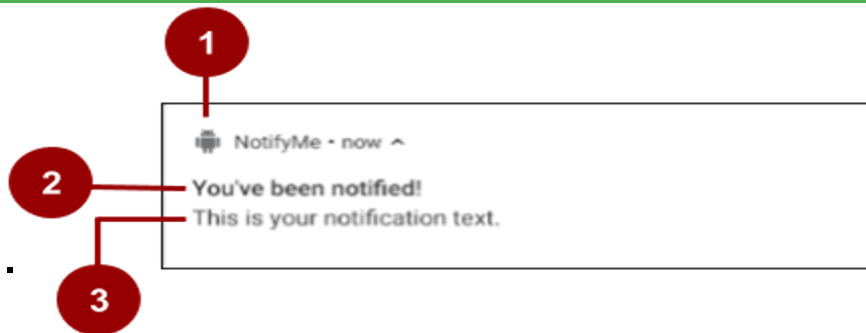 1
NotifyMe • now ^
2
You've been notified!
This is your notification text.
3